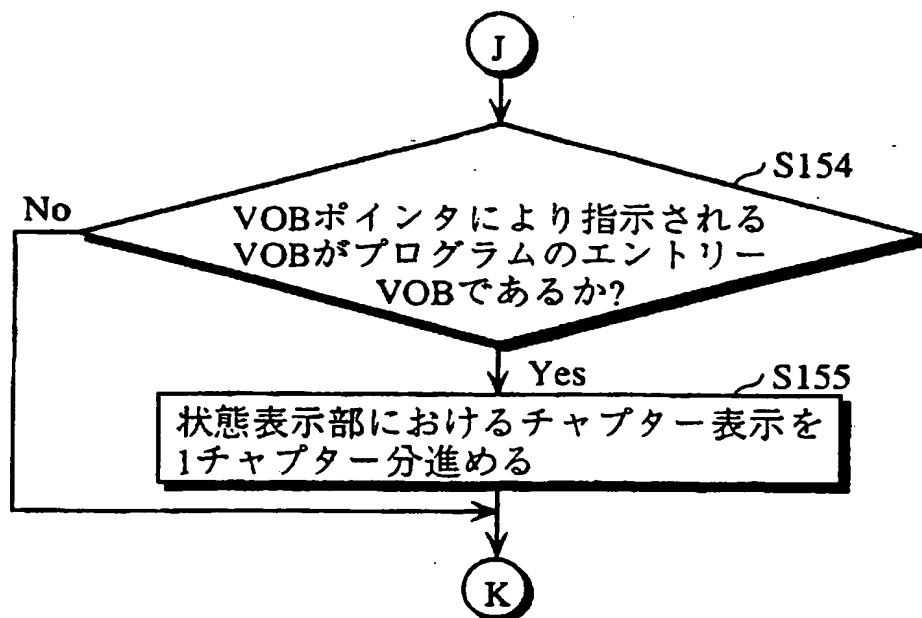 J
S154
No
VOBポインタにより指示される
VOBがプログラムのエントリー
VOBであるか?
Yes
S155
状態表示部におけるチャプター表示を
1チャプター分進める
K